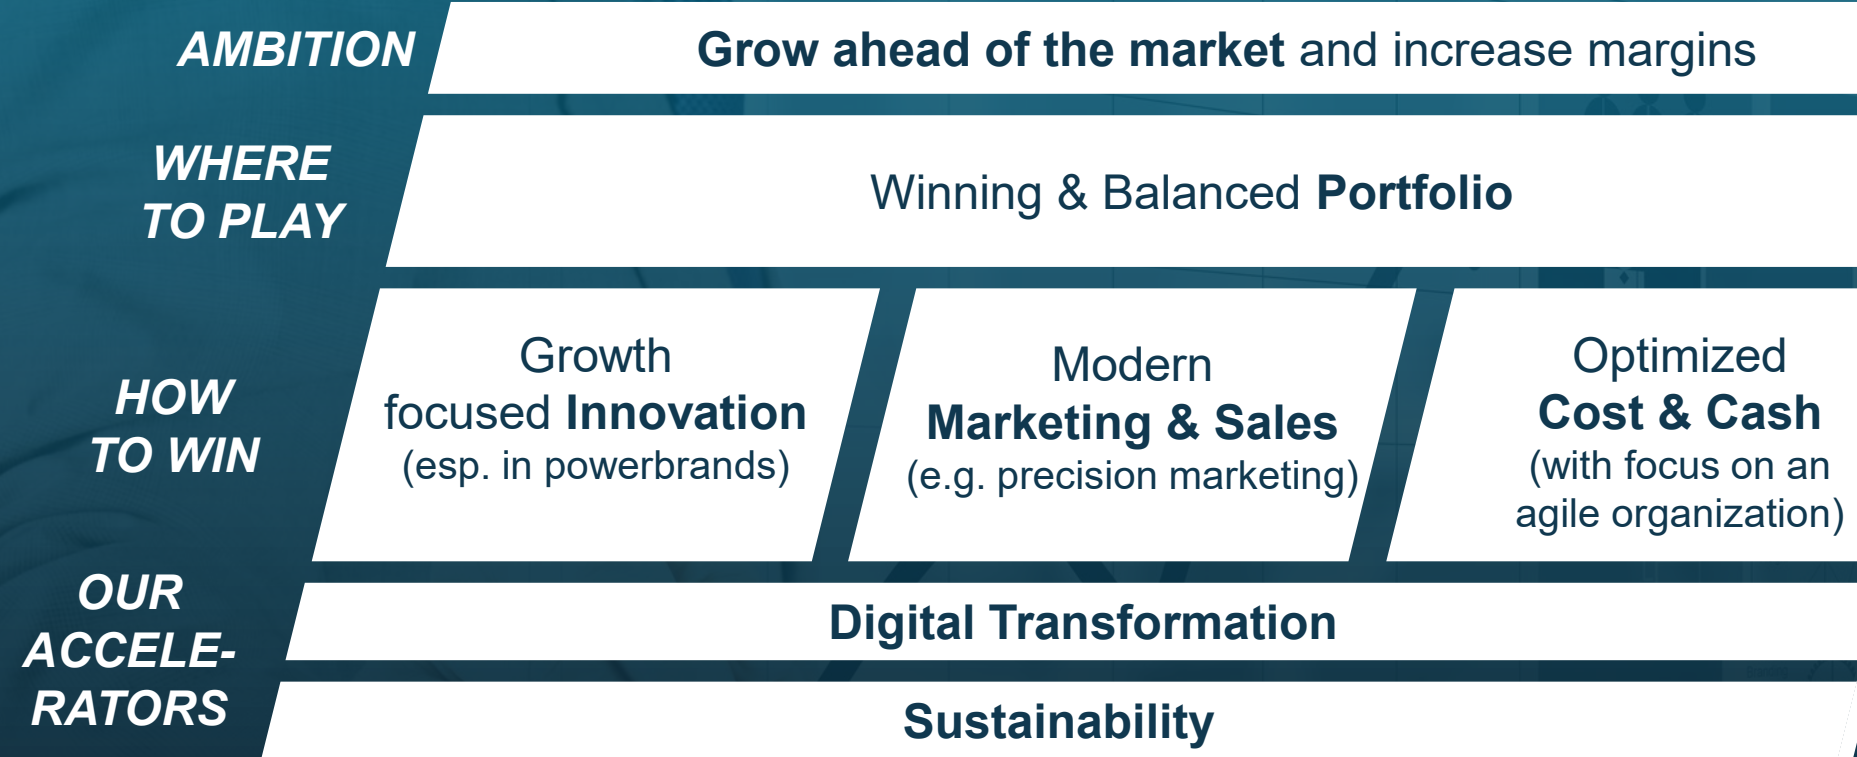 AMBITION
Grow ahead of the market and increase margins
WHERE
TO PLAY
Winning & Balanced Portfolio
HOW
TO WIN
Growth
focused Innovation
(esp. in powerbrands)
Modern
Marketing & Sales
(e.g. precision marketing)
Optimized
Cost & Cash
(with focus on an
agile organization)
OUR
ACCELE-
RATORS
Digital Transformation
Sustainability